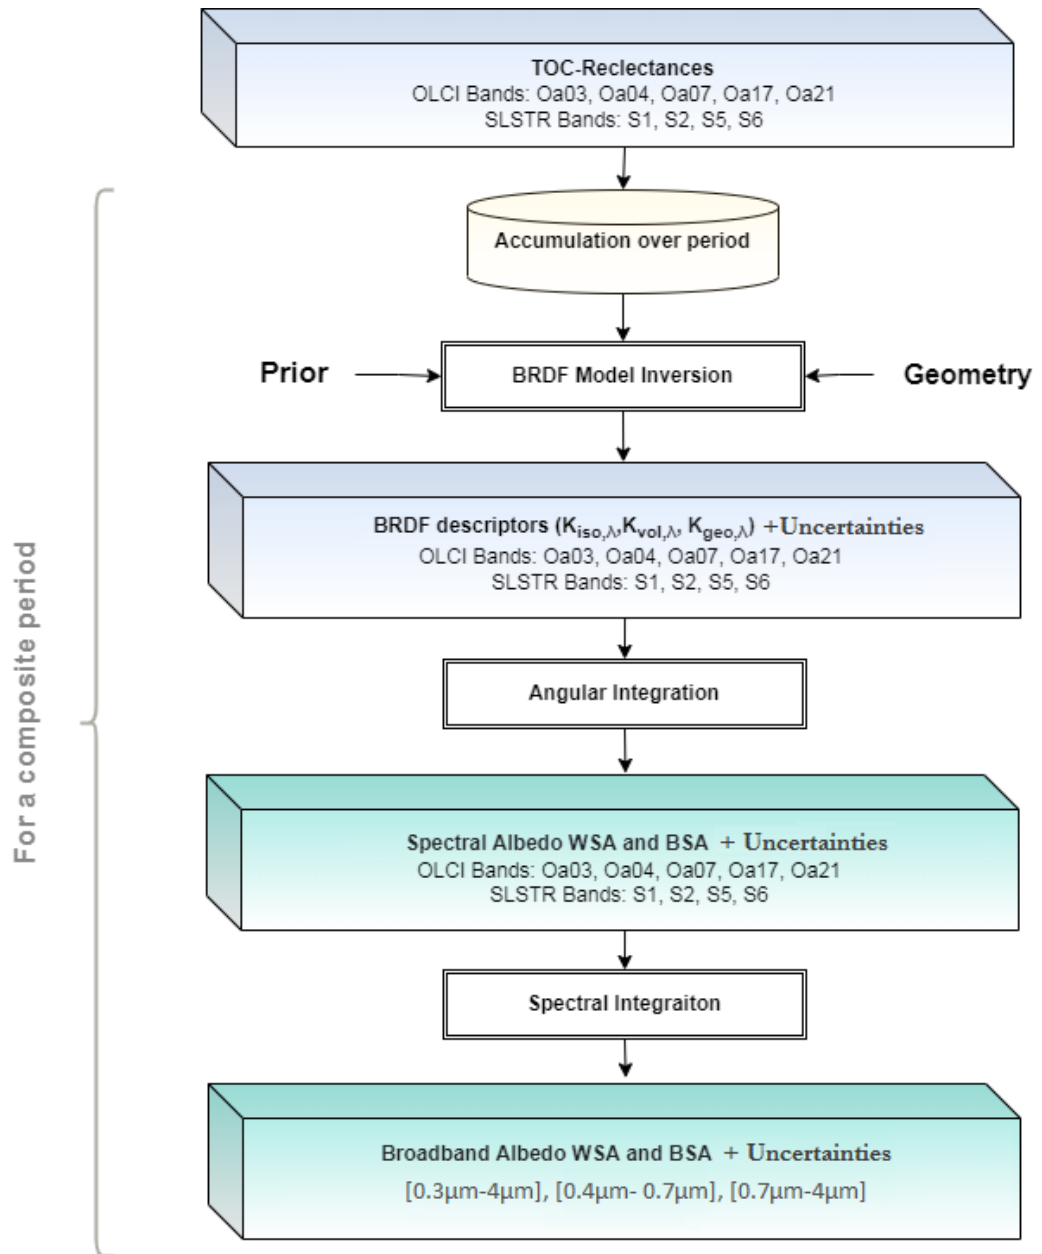 TOC-Reclectances
OLCI Bands: Oa03, Oa04, Oa07, Oa17, Oa21
SLSTR Bands: S1, S2, S5, S6
Accumulation over period
Prior
BRDF Model Inversion
Geometry
BRDF descriptors (Kiso,λ,Kvol,λ, Kgeo,λ) +Uncertainties
OLCI Bands: Oa03, Oa04, Oa07, Oa17, Oa21
SLSTR Bands: S1, S2, S5, S6
For a composite period
Angular Integration
Spectral Albedo WSA and BSA + Uncertainties
OLCI Bands: Oa03, Oa04, Oa07, Oa17, Oa21
SLSTR Bands: S1, S2, S5, S6
Spectral Integraiton
Broadband Albedo WSA and BSA + Uncertainties
[0.3µm-4µm], [0.4µm- 0.7µm], [0.7µm-4µm]